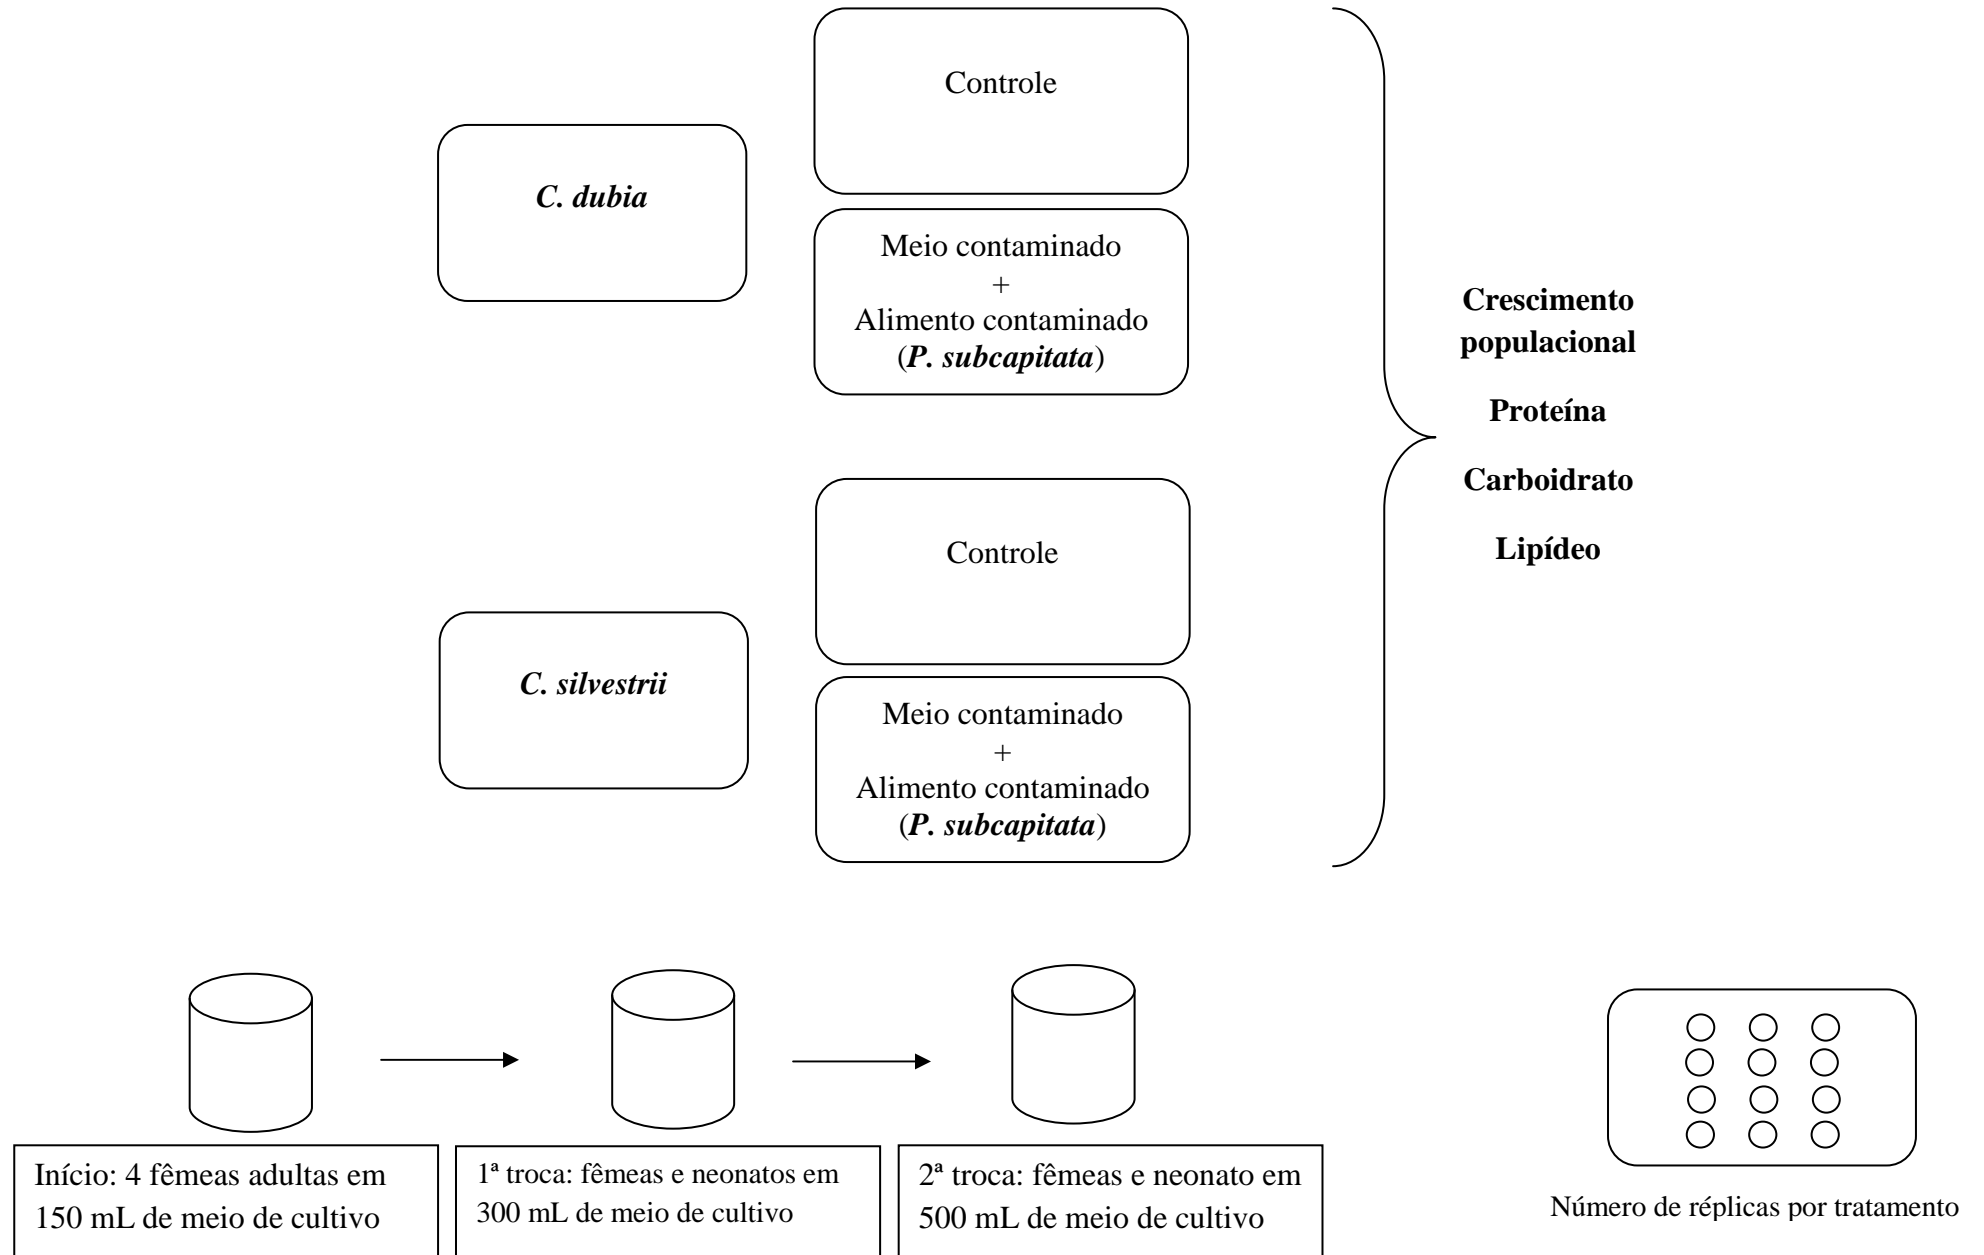 Controle
C. dubia
Meio contaminado
+
Alimento contaminado
(P. subcapitata)
Controle
C. silvestrii
Meio contaminado
+
Alimento contaminado
(P. subcapitata)
Crescimento
populacional
Proteína
Carboidrato
Lipídeo
Início: 4 fêmeas adultas em
150 mL de meio de cultivo
1ª troca: fêmeas e neonatos em
300 mL de meio de cultivo
2ª troca: fêmeas e neonato em
500 mL de meio de cultivo
Número de réplicas por tratamento